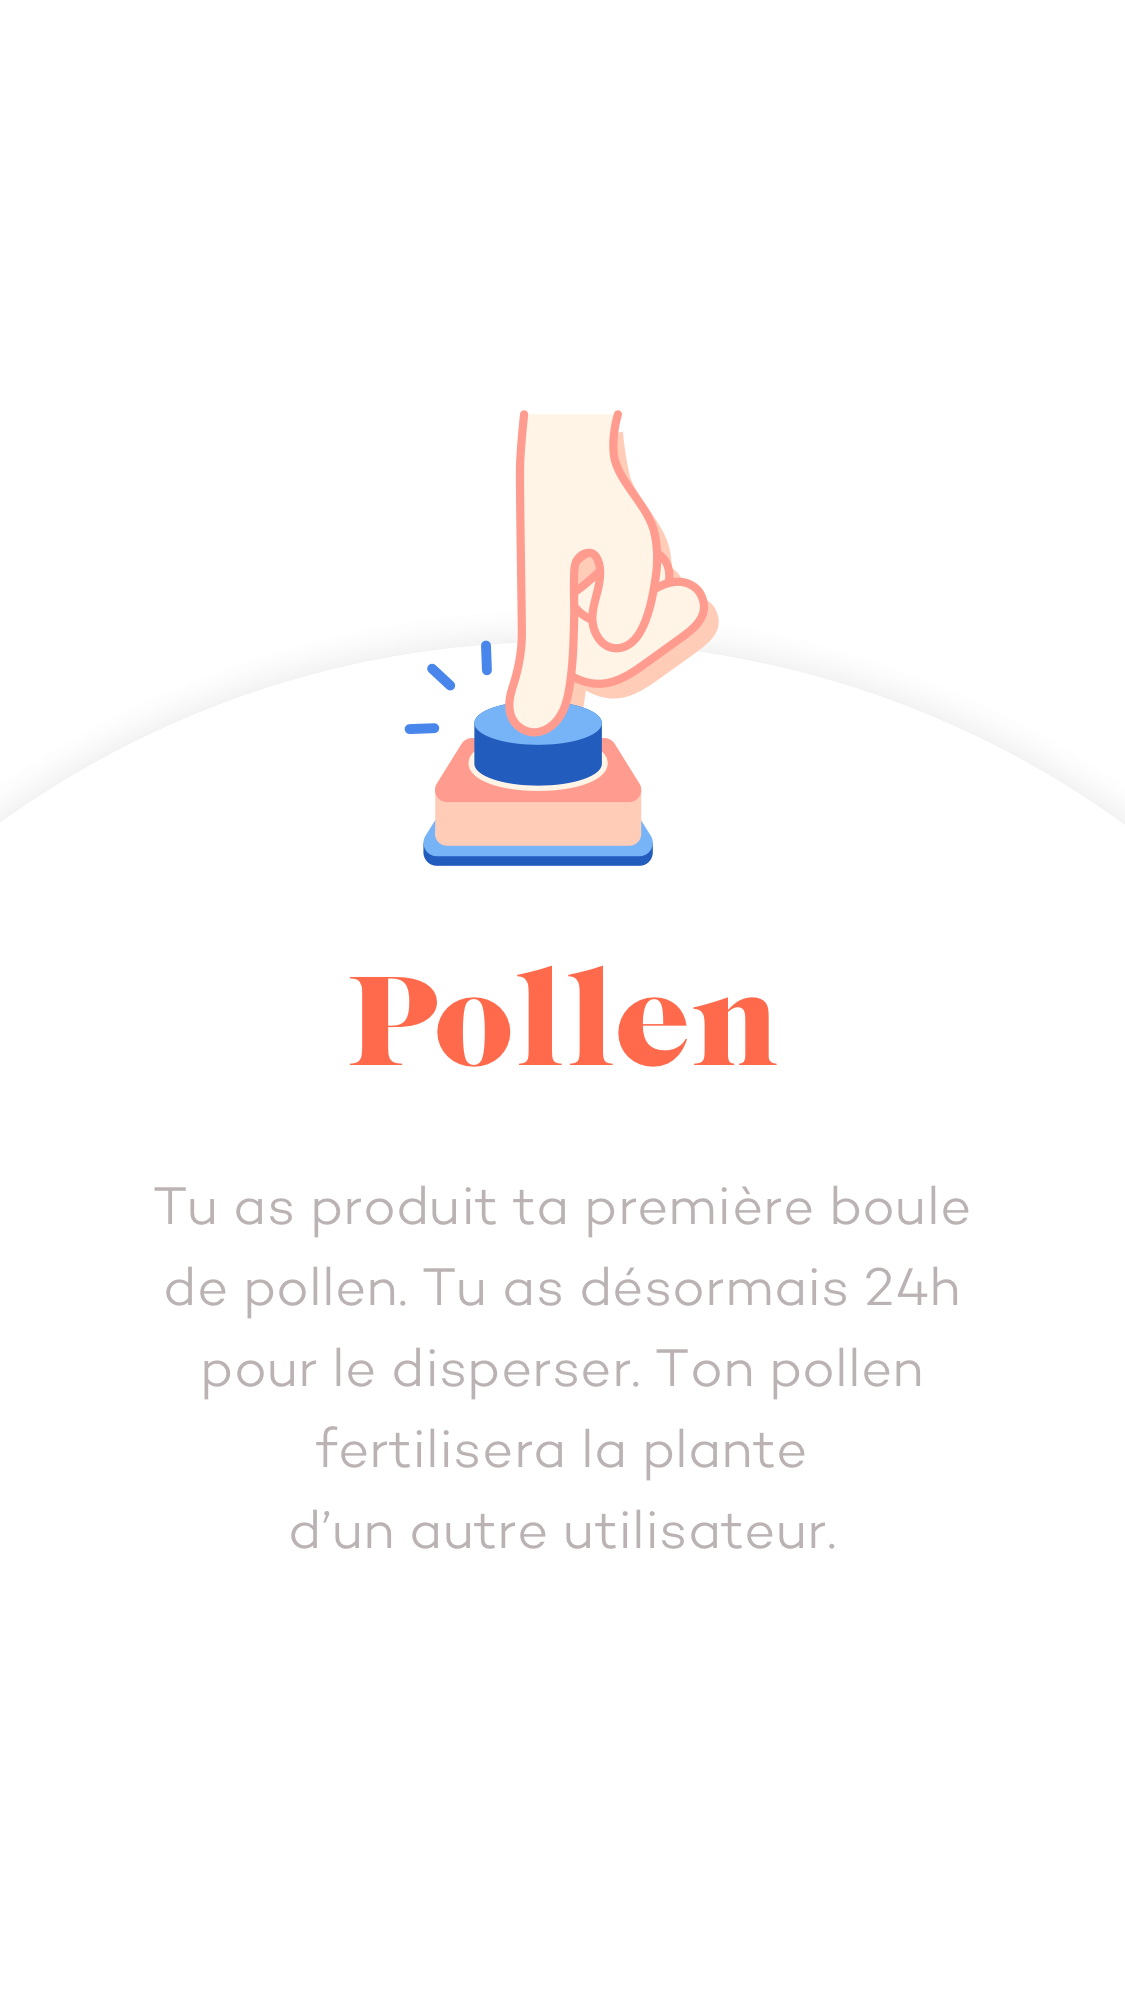 Pollen
Tu as produit ta première boule
de pollen. Tu as désormais 24h
pour le disperser. Ton pollen
fertilisera la plante
d’un autre utilisateur.